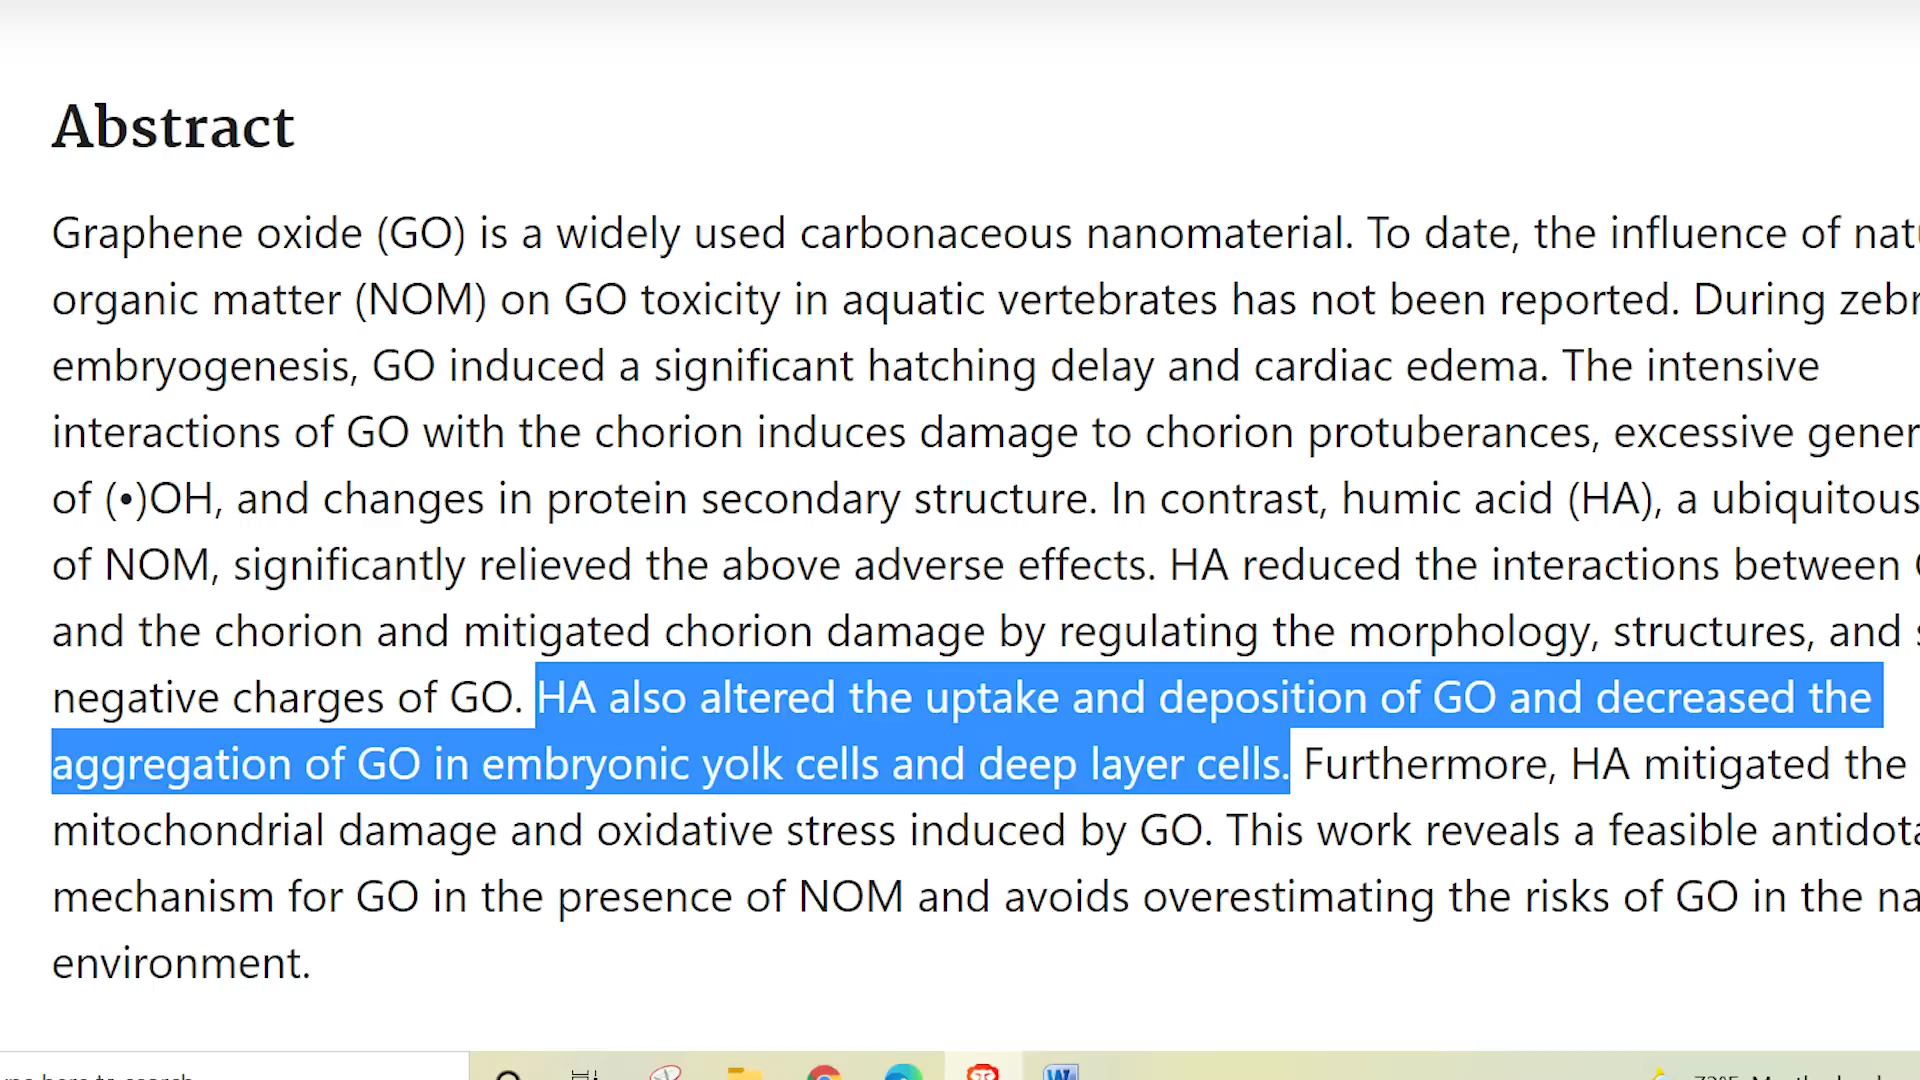 Abstract
Graphene oxide (GO) is a widely used carbonaceous nanomaterial. To date, the influence of
organic matter (NOM) on GO toxicity in aquatic vertebrates has not been reported. During
embryogenesis, GO induced a significant hatching delay and cardiac edema. The intensive
interactions of GO with the chorion induces damage to chorion protuberances, excessive
of (•)OH, and changes in protein secondary structure. In contrast, humic acid (HA), a ubiquitous
of NOM, significantly relieved the above adverse effects. HA reduced the interactions between
and the chorion and mitigated chorion damage by regulating the morphology, structures, and
negative charges of GO. HA also altered the uptake and deposition of GO and decreased the
aggregation of GO in embryonic yolk cells and deep layer cells. Furthermore, HA mitigated the
mitochondrial damage and oxidative stress induced by GO. This work reveals a feasible
mechanism for GO in the presence of NOM and avoids overestimating the risks of GO in the
environment.